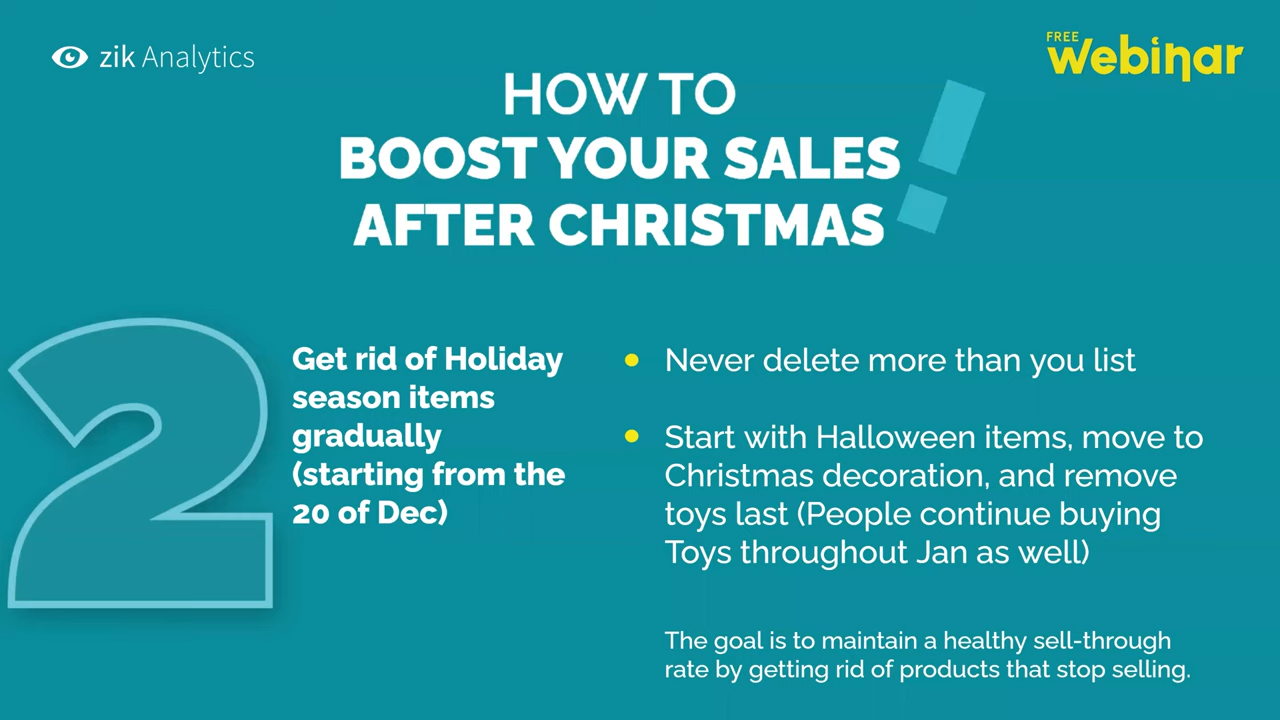 zik Analytics
FREE
Webinar
HOW TO
BOOST YOUR SALES
AFTER CHRISTMAS!
2
Get rid of Holiday
season items
gradually
(starting from the
20 of Dec)
Never delete more than you list
Start with Halloween items, move to
Christmas decoration, and remove
toys last (People continue buying
Toys throughout Jan as well)
The goal is to maintain a healthy sell-through
rate by getting rid of products that stop selling.